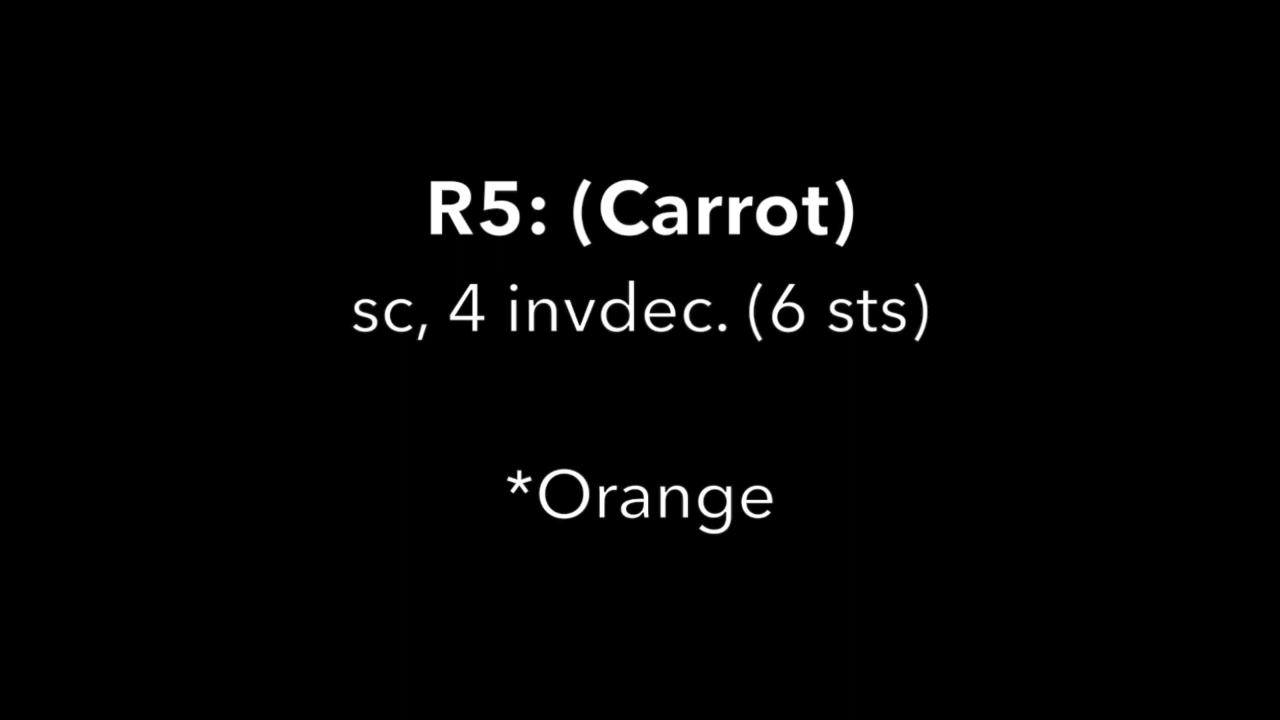 R5: (Carrot)
sc, 4 invdec. (6 sts)
*Orange